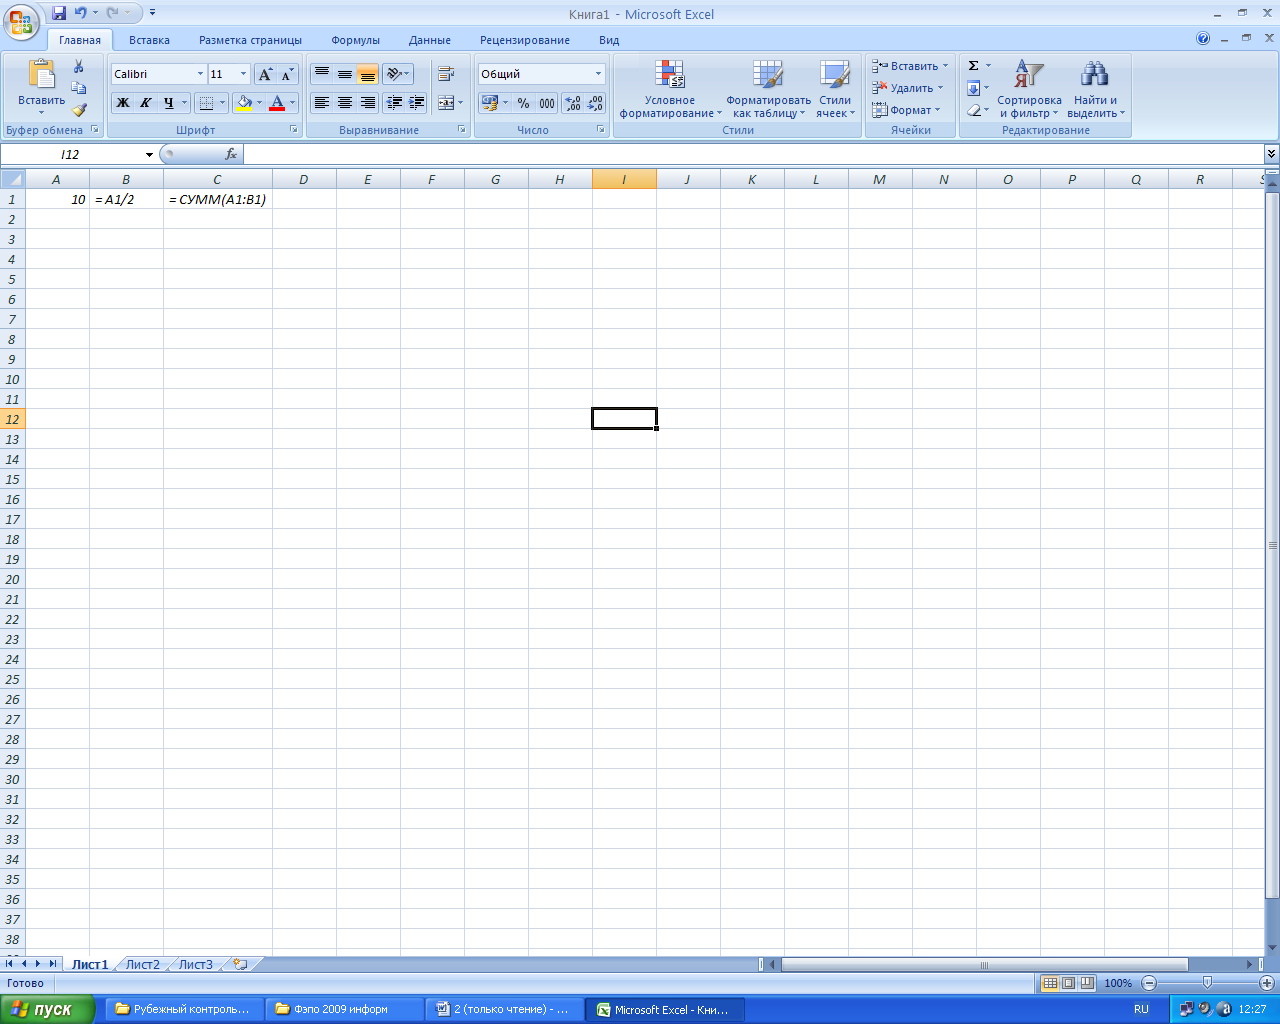 Книга1 - Microsoft Excel
Главная Вставка Разметка страницы Формулы Данные Рецензирование Вид
Calibri 11 Общий
Вставить
Ж К Ч
% 000
Условное форматирование
Форматировать как таблицу
Стили ячеек
Вставить
Удалить
Формат
Σ
Сортировка и фильтр
Найти и выделить
Буфер обмена Шрифт Выравнивание Число Стили Ячейки Редактирование
I12 fx
A B C D E F G H I J K L M N O P Q R S
1 10 =A1/2 =СУММ(A1:B1)
2
3
4
5
6
7
8
9
10
11
12
13
14
15
16
17
18
19
20
21
22
23
24
25
26
27
28
29
30
31
32
33
34
35
36
37
38
Лист1 Лист2 Лист3
Готово 100%
пуск Рубежный контроль... Фэпо 2009 информ 2 (только чтение) - ... Microsoft Excel - Кни... RU 12:27